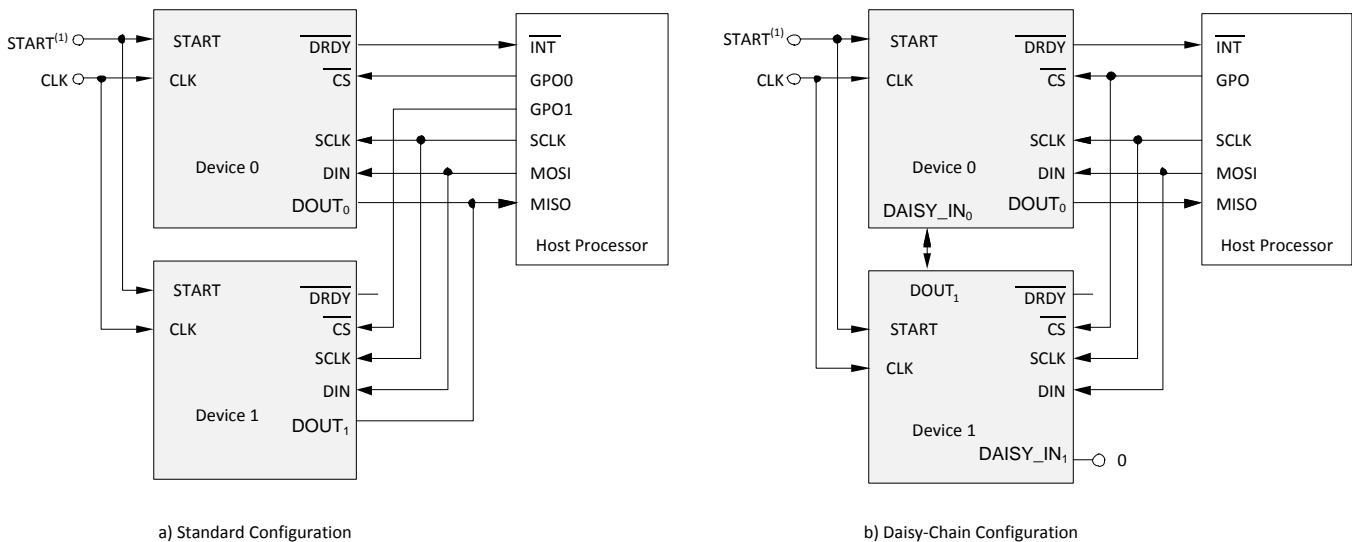 START(1)
CLK
START
CLK
DRDY
CS
SCLK
DIN
DOUT0
Device 0
INT
GPO0
GPO1
SCLK
MOSI
MISO
Host Processor
START
CLK
DRDY
CS
SCLK
DIN
DOUT1
Device 1
a) Standard Configuration
START(1)
CLK
START
CLK
DRDY
CS
SCLK
DIN
DOUT0
Device 0
DAISY_IN0
INT
GPO
SCLK
MOSI
MISO
Host Processor
DOUT1
START
CLK
DRDY
CS
SCLK
DIN
Device 1
DAISY_IN1
0
b) Daisy-Chain Configuration